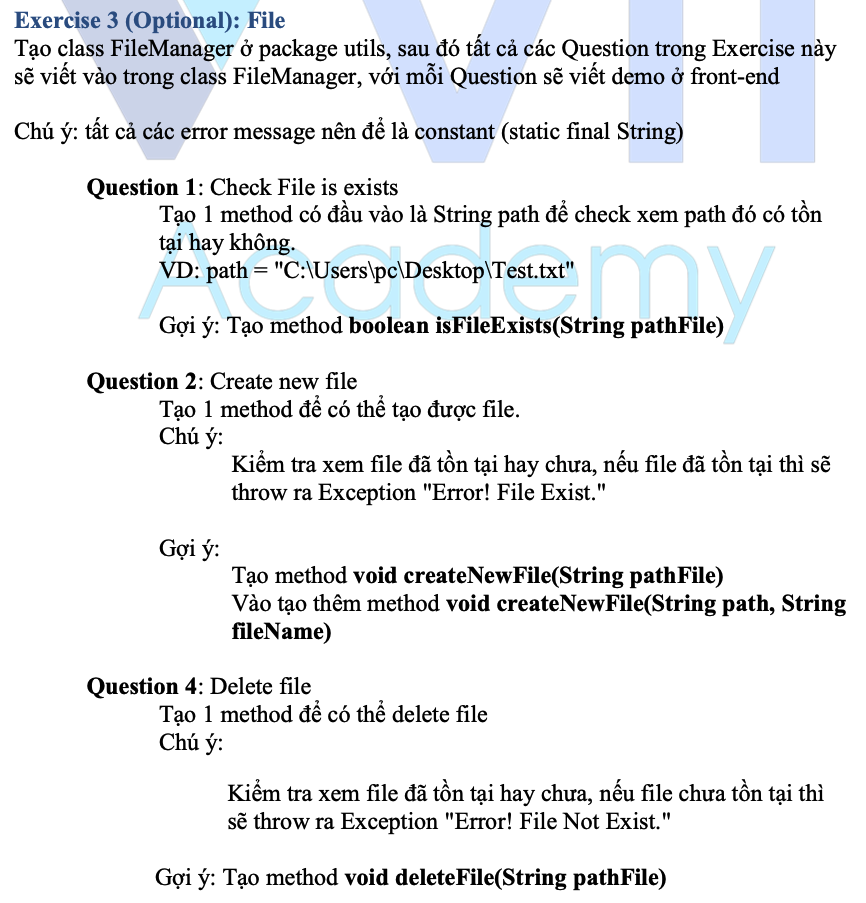 Exercise 3 (Optional): File
Tạo class FileManager ở package utils, sau đó tất cả các Question trong Exercise này
sẽ viết vào trong class FileManager, với mỗi Question sẽ viết demo ở front-end
Chú ý: tất cả các error message nên để là constant (static final String)
Question 1: Check File is exists
Tạo 1 method có đầu vào là String path để check xem path đó có tồn
tại hay không.
VD: path = "C:\Users\pc\Desktop\Test.txt"
Academy
Gợi ý: Tạo method boolean isFileExists(String pathFile)
Question 2: Create new file
Tạo 1 method để có thể tạo được file.
Chú ý:
Kiểm tra xem file đã tồn tại hay chưa, nếu file đã tồn tại thì sẽ
throw ra Exception "Error! File Exist."
Gợi ý:
Tạo method void createNewFile(String pathFile)
Vào tạo thêm method void createNewFile(String path, String
fileName)
Question 4: Delete file
Tạo 1 method để có thể delete file
Chú ý:
Kiểm tra xem file đã tồn tại hay chưa, nếu file chưa tồn tại thì
sẽ throw ra Exception "Error! File Not Exist."
Gợi ý: Tạo method void deleteFile(String pathFile)